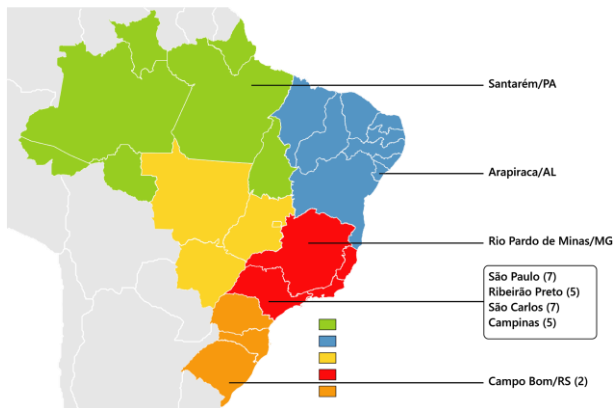 Santarém/PA
Arapiraca/AL
Rio Pardo de Minas/MG
São Paulo (7)
Ribeirão Preto (5)
São Carlos (7)
Campinas (5)
Campo Bom/RS (2)